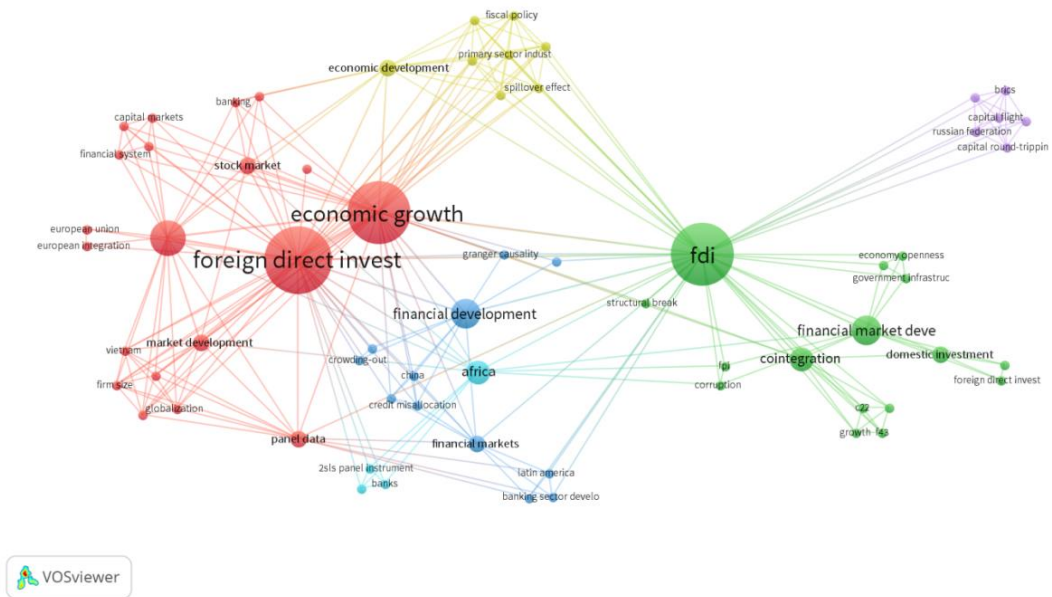 fiscal policy
primary sector indust
economic development
spillover effect
brics
banking
capital markets
capital flight
russian federation
financial system
capital round-trippin
stock market
economic growth
european union
european integration
foreign direct invest
granger causality
fdi
economy openness
government infrastruc
structural break
financial development
financial market deve
market development
vietnam
crowding-out
cointegration
domestic investment
africa
fpi
china
firm size
corruption
foreign direct invest
credit misallocation
globalization
c22
growth
f43
panel data
financial markets
2sls panel instrument
latin america
banks
banking sector develo
VOSviewer